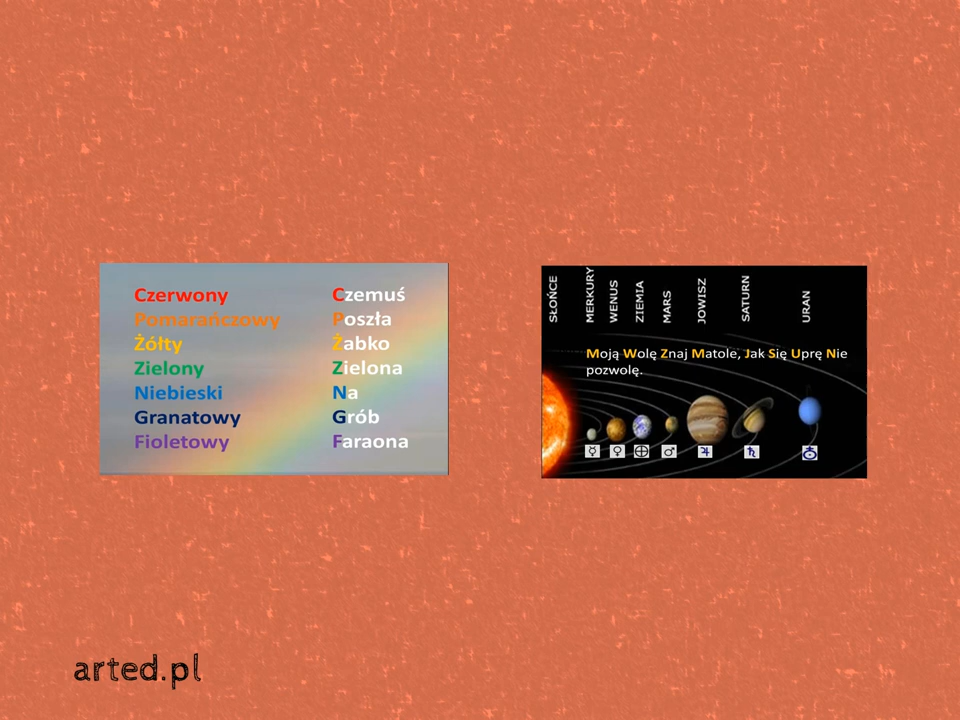 Czerwony
Pomarańczowy
Żółty
Zielony
Niebieski
Granatowy
Fioletowy
Czemuś
Poszła
Żabko
Zielona
Na
Grób
Faraona
SŁOŃCE
MERKURY
WENUS
ZIEMIA
MARS
JOWISZ
SATURN
URAN
Moją Wolę Znaj Matole, Jak Się Uprę Nie
pozwolę.
arted.pl